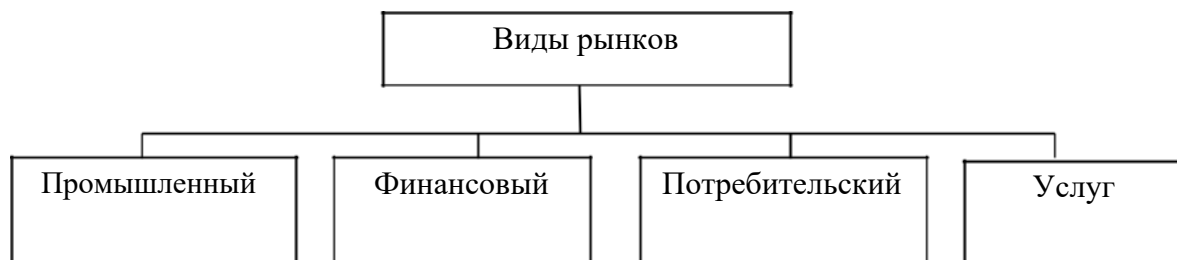 Виды рынков
Промышленный
Финансовый
Потребительский
Услуг